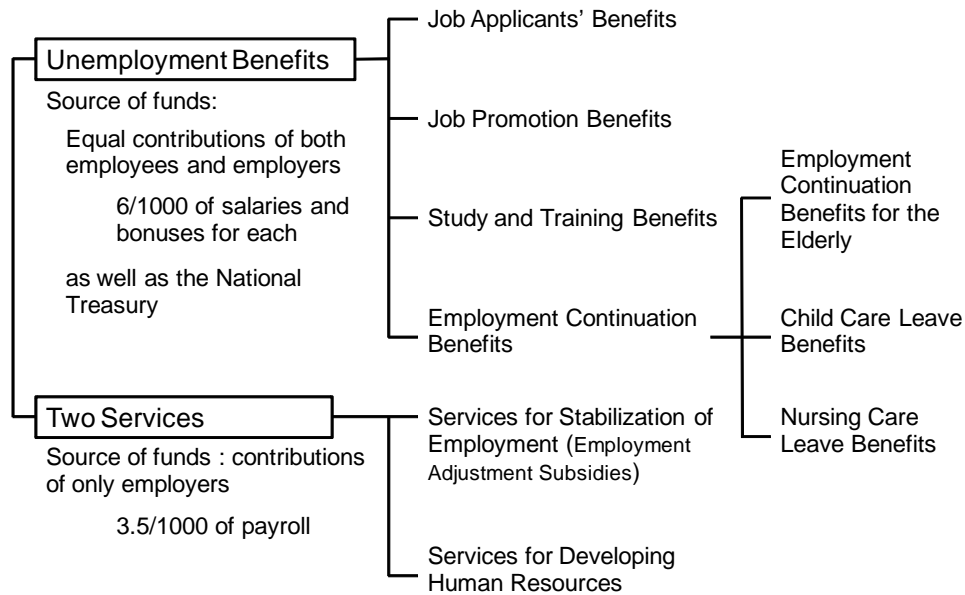 Unemployment Benefits
Source of funds:
Equal contributions of both
employees and employers
6/1000 of salaries and
bonuses for each
as well as the National
Treasury
Job Applicants’ Benefits
Job Promotion Benefits
Study and Training Benefits
Employment Continuation
Benefits
Employment
Continuation
Benefits for the
Elderly
Child Care Leave
Benefits
Nursing Care
Leave Benefits
Two Services
Source of funds : contributions
of only employers
3.5/1000 of payroll
Services for Stabilization of
Employment (Employment
Adjustment Subsidies)
Services for Developing
Human Resources